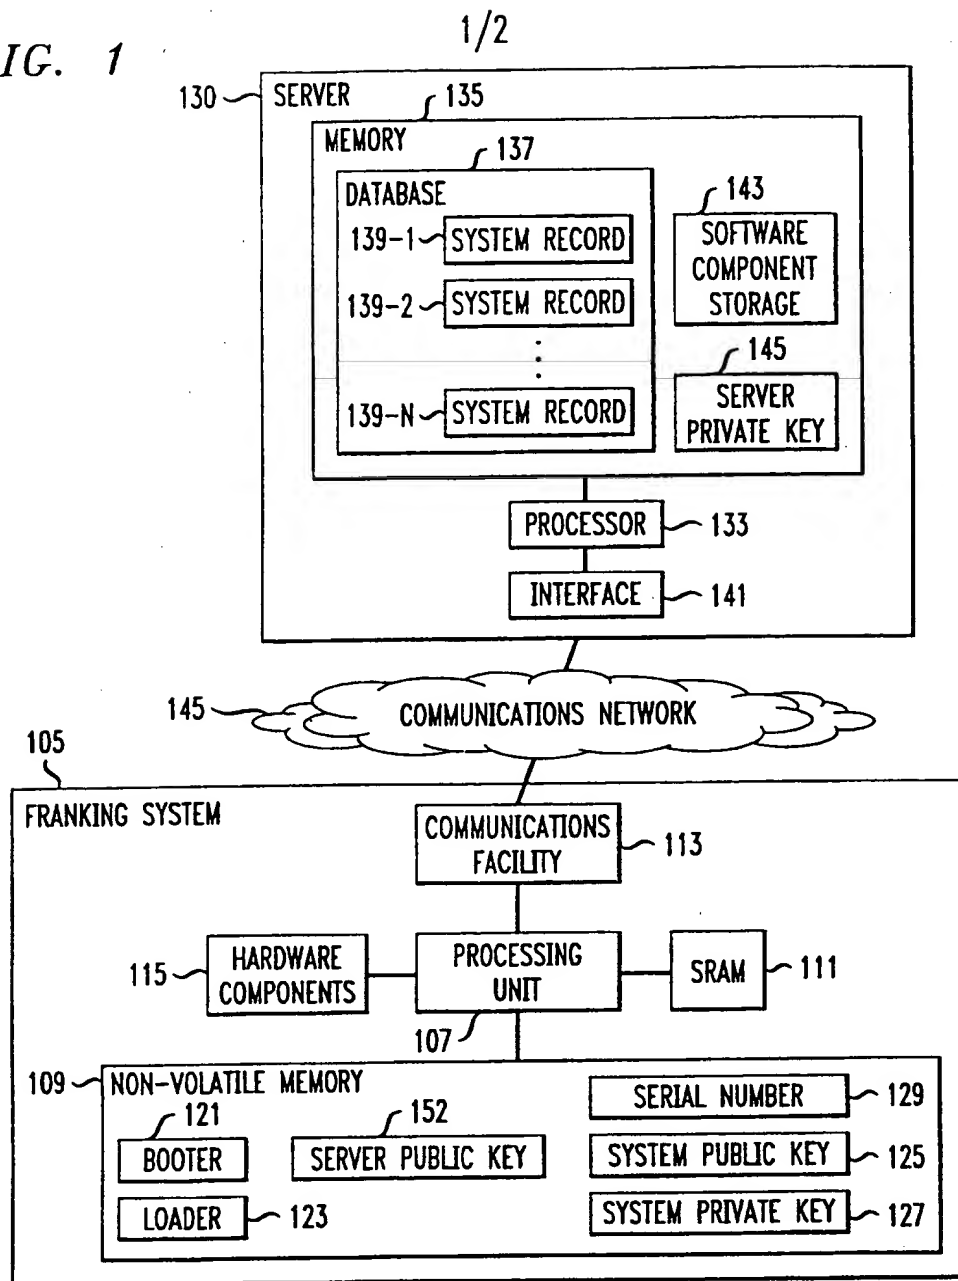 1/2
IG. 1
130 SERVER
135
MEMORY
137
DATABASE
143
139-1 SYSTEM RECORD
SOFTWARE
COMPONENT
STORAGE
139-2 SYSTEM RECORD
145
139-N SYSTEM RECORD
SERVER
PRIVATE KEY
PROCESSOR 133
INTERFACE 141
145 COMMUNICATIONS NETWORK
105
FRANKING SYSTEM
COMMUNICATIONS
FACILITY
113
115
HARDWARE
COMPONENTS
PROCESSING
UNIT
SRAM 111
107
109 NON-VOLATILE MEMORY
SERIAL NUMBER 129
121
BOOTER
152
SERVER PUBLIC KEY
SYSTEM PUBLIC KEY 125
LOADER 123
SYSTEM PRIVATE KEY 127